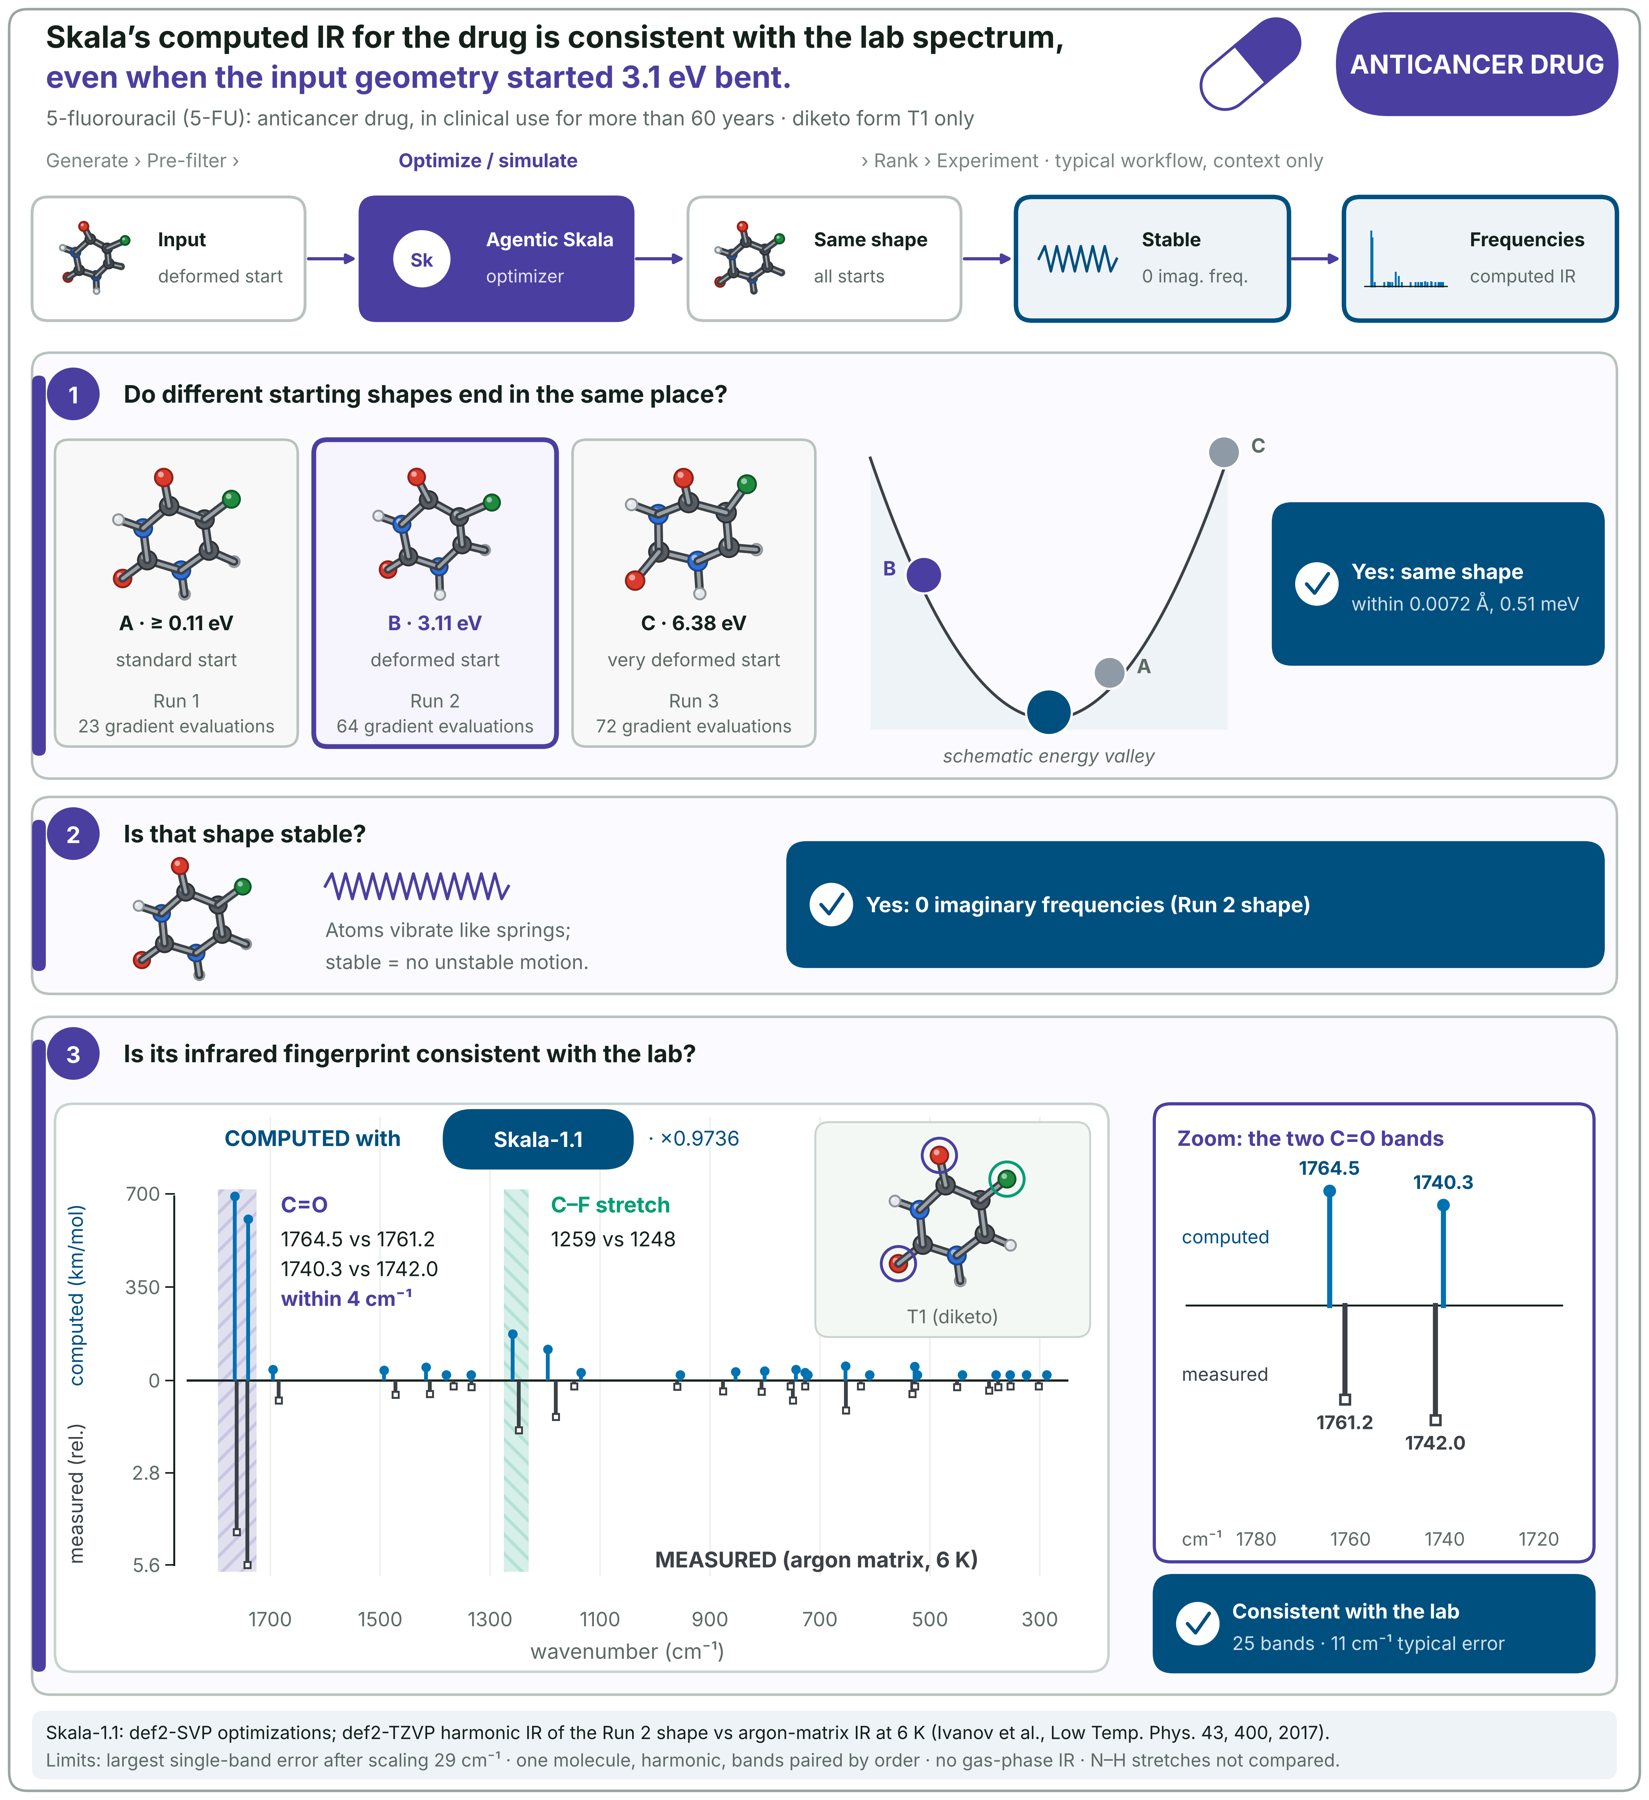 Skala’s computed IR for the drug is consistent with the lab spectrum,
even when the input geometry started 3.1 eV bent.
ANTICANCER DRUG
5-fluorouracil (5-FU): anticancer drug, in clinical use for more than 60 years · diketo form T1 only
Generate › Pre-filter ›
Optimize / simulate
› Rank › Experiment · typical workflow, context only
Input
deformed start
Sk
Agentic Skala
optimizer
Same shape
all starts
Stable
0 imag. freq.
Frequencies
computed IR
1
Do different starting shapes end in the same place?
A · ≥ 0.11 eV
standard start
Run 1
23 gradient evaluations
B · 3.11 eV
deformed start
Run 2
64 gradient evaluations
C · 6.38 eV
very deformed start
Run 3
72 gradient evaluations
C
B
A
schematic energy valley
Yes: same shape
within 0.0072 Å, 0.51 meV
2
Is that shape stable?
Atoms vibrate like springs;
stable = no unstable motion.
Yes: 0 imaginary frequencies (Run 2 shape)
3
Is its infrared fingerprint consistent with the lab?
COMPUTED with
Skala-1.1
· ×0.9736
C=O
1764.5 vs 1761.2
1740.3 vs 1742.0
within 4 cm⁻¹
C–F stretch
1259 vs 1248
T1 (diketo)
computed (km/mol)
measured (rel.)
700
350
0
2.8
5.6
MEASURED (argon matrix, 6 K)
1700 1500 1300 1100 900 700 500 300
wavenumber (cm⁻¹)
Zoom: the two C=O bands
1764.5
1740.3
computed
measured
1761.2
1742.0
cm⁻¹ 1780 1760 1740 1720
Consistent with the lab
25 bands · 11 cm⁻¹ typical error
Skala-1.1: def2-SVP optimizations; def2-TZVP harmonic IR of the Run 2 shape vs argon-matrix IR at 6 K (Ivanov et al., Low Temp. Phys. 43, 400, 2017).
Limits: largest single-band error after scaling 29 cm⁻¹ · one molecule, harmonic, bands paired by order · no gas-phase IR · N–H stretches not compared.